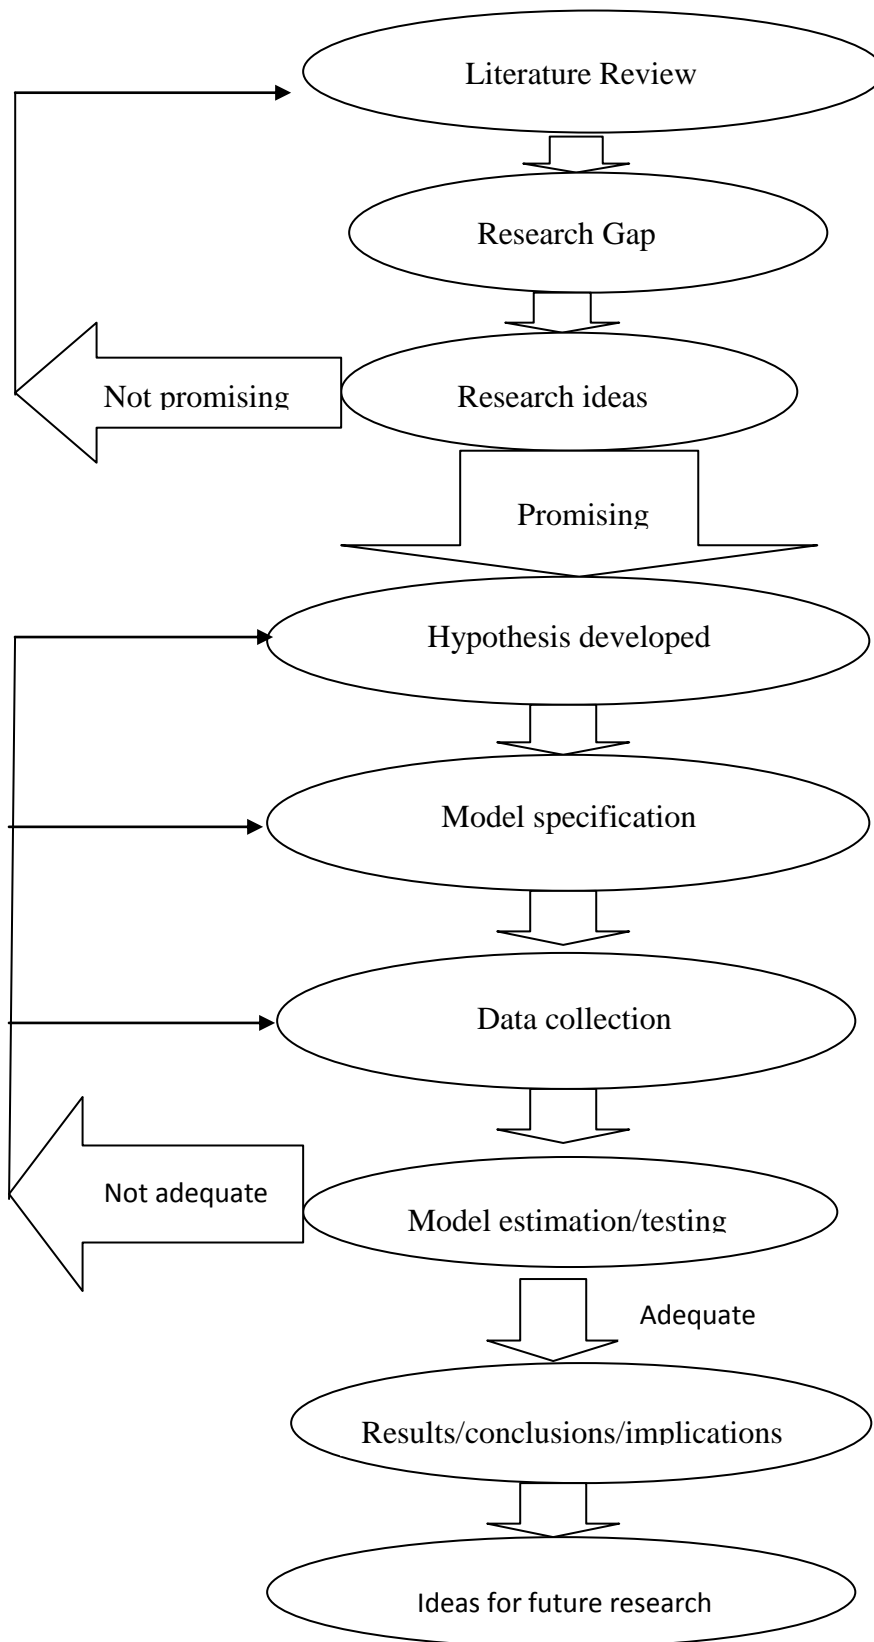 Literature Review
Research Gap
Not promising
Research ideas
Promising
Hypothesis developed
Model specification
Data collection
Not adequate
Model estimation/testing
Adequate
Results/conclusions/implications
Ideas for future research